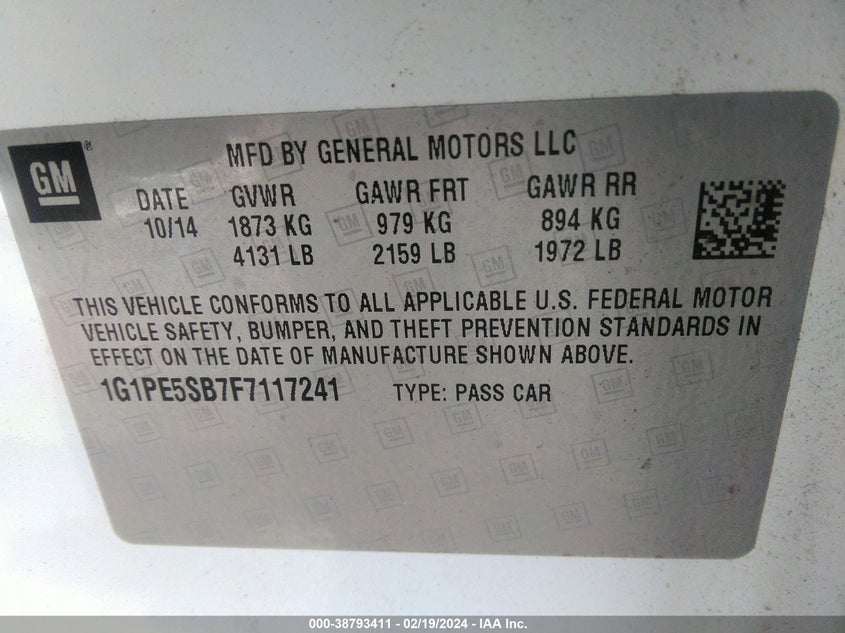 GM
MFD BY GENERAL MOTORS LLC
DATE GVWR GAWR FRT GAWR RR
10/14 1873 KG 979 KG 894 KG
4131 LB 2159 LB 1972 LB
THIS VEHICLE CONFORMS TO ALL APPLICABLE U.S. FEDERAL MOTOR
VEHICLE SAFETY, BUMPER, AND THEFT PREVENTION STANDARDS IN
EFFECT ON THE DATE OF MANUFACTURE SHOWN ABOVE.
1G1PE5SB7F7117241 TYPE: PASS CAR
000-38793411 - 02/19/2024 - IAA Inc.